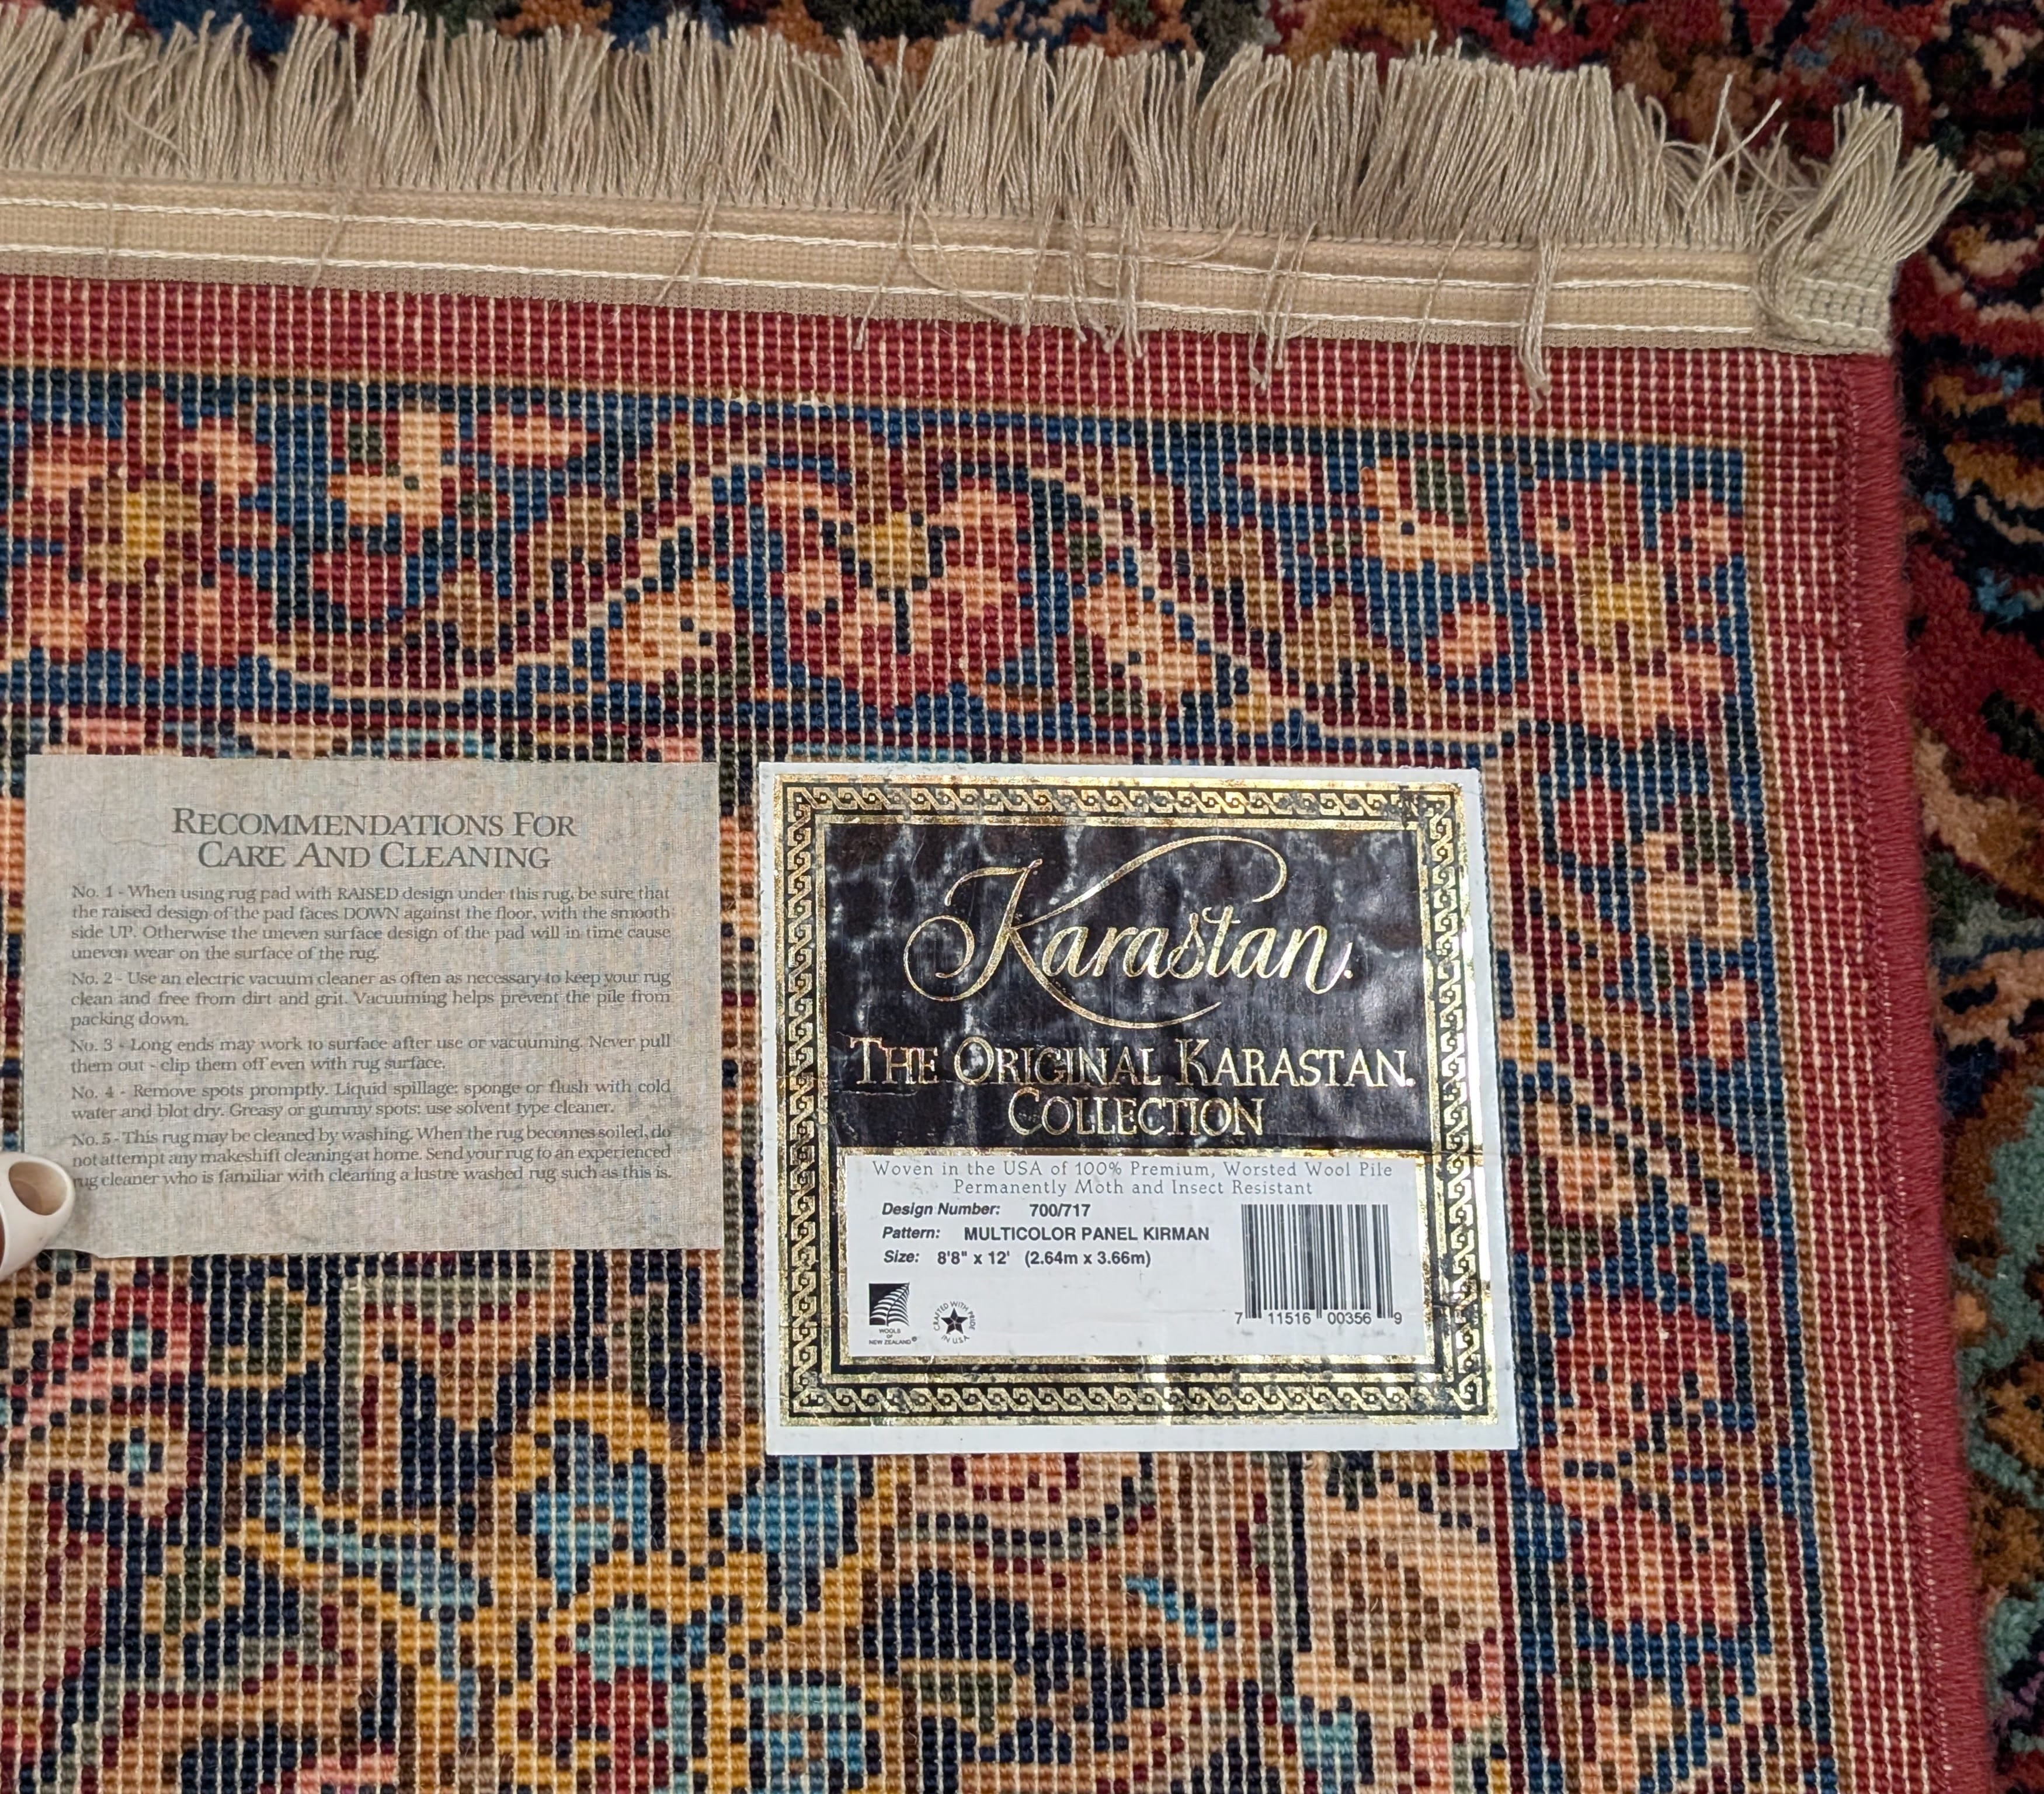 RECOMMENDATIONS FOR
CARE AND CLEANING
No. 1 - When using rug pad with RAISED design under this rug, be sure that
the raised design of the pad faces DOWN against the floor, with the smooth
side UP. Otherwise the uneven surface design of the pad will in time cause
uneven wear on the surface of the rug.
No. 2 - Use an electric vacuum cleaner as often as necessary to keep your rug
clean and free from dirt and grit. Vacuuming helps prevent the pile from
packing down.
No. 3 - Long ends may work to surface after use or vacuuming. Never pull
them out - clip them off even with rug surface.
No. 4 - Remove spots promptly. Liquid spillage: sponge or flush with cold
water and blot dry. Greasy or gummy spots: use solvent type cleaner.
No. 5 - This rug may be cleaned by washing. When the rug becomes soiled, do
not attempt any makeshift cleaning at home. Send your rug to an experienced
rug cleaner who is familiar with cleaning a lustre washed rug such as this is.
Karastan.
THE ORIGINAL KARASTAN.
COLLECTION
Woven in the USA of 100% Premium, Worsted Wool Pile
Permanently Moth and Insect Resistant
Design Number: 700/717
Pattern: MULTICOLOR PANEL KIRMAN
Size: 8'8" x 12' (2.64m x 3.66m)
WOOLS
OF
NEW ZEALAND®
CRAFTED WITH PRIDE
IN U.S.A.
7 11516 00356 9